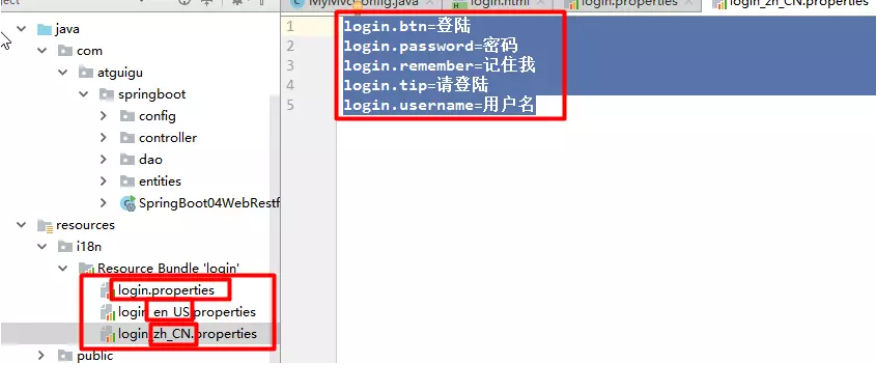 ject
MyMvcConfig.java
login.html
login.properties
login_zh_CN.properties
java
com
atguigu
springboot
config
controller
dao
entities
SpringBoot04WebRestf
resources
i18n
Resource Bundle 'login'
login.properties
login_en_US.properties
login_zh_CN.properties
public
1 login.btn=登陆
2 login.password=密码
3 login.remember=记住我
4 login.tip=请登陆
5 login.username=用户名